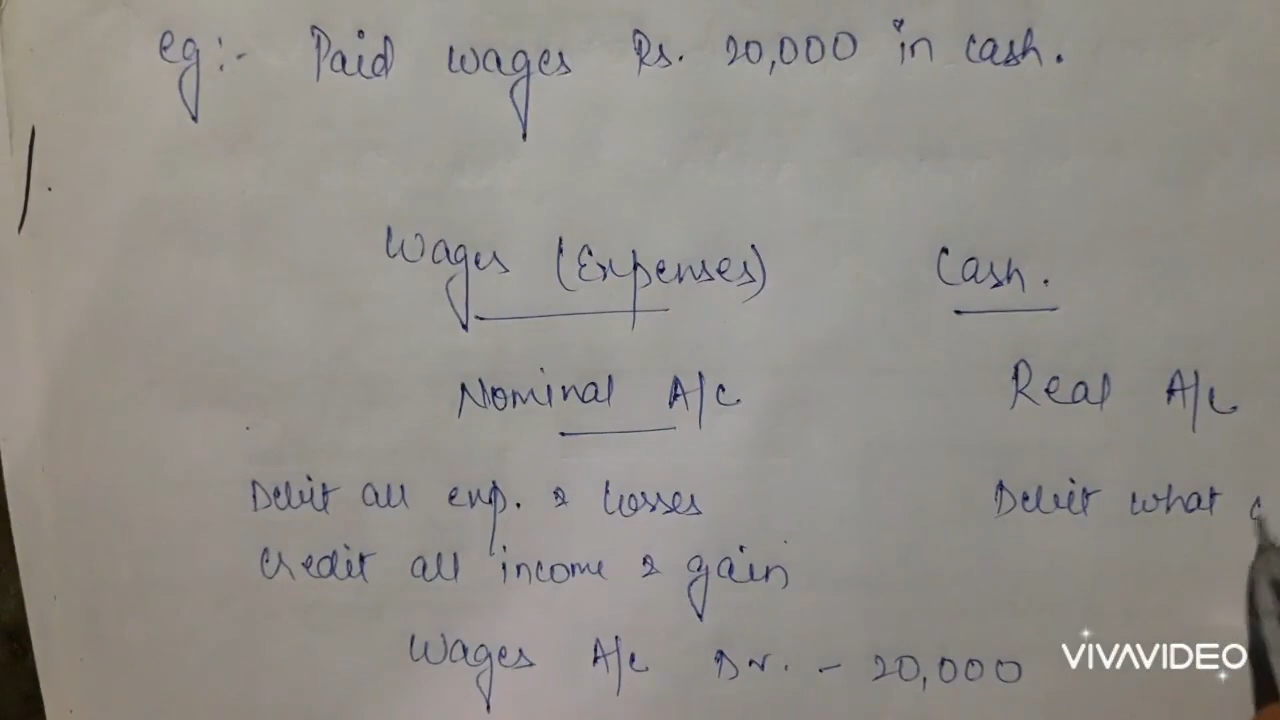 eg:- Paid wages Rs. 20,000 in cash.
Wages (Expenses) Cash.
Nominal A/c Real A/c
Debit all exp. & losses Debit what
Credit all income & gain
Wages A/c Dr. - 20,000
VIVAVIDEO